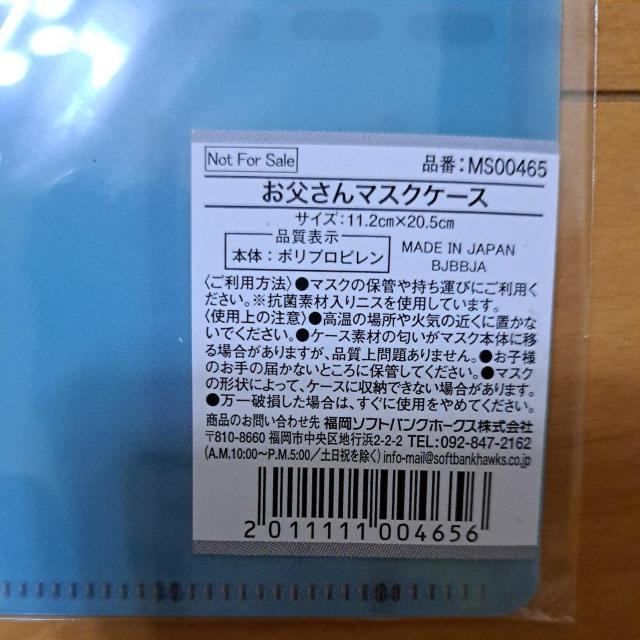 Not For Sale 品番:MS00465
お父さんマスクケース
サイズ:11.2cm×20.5cm
品質表示
本体:ポリプロピレン
MADE IN JAPAN
BJBBJA
〈ご利用方法〉●マスクの保管や持ち運びにご利用く
ださい。※抗菌素材入りニスを使用しています。
〈使用上の注意〉●高温の場所や火気の近くに置かな
いでください。●ケース素材の匂いがマスク本体に移
る場合がありますが、品質上問題ありません。●お子様
のお手の届かないところに保管してください。●マスク
の形状によって、ケースに収納できない場合があります。
●万一破損した場合は、すぐに使用をやめてください。
商品のお問い合わせ先 福岡ソフトバンクホークス株式会社
〒810-8660 福岡市中央区地行浜2-2-2 TEL:092-847-2162
(A.M.10:00〜P.M.5:00/土日祝を除く) info-mail@softbankhawks.co.jp
2 011111 004656